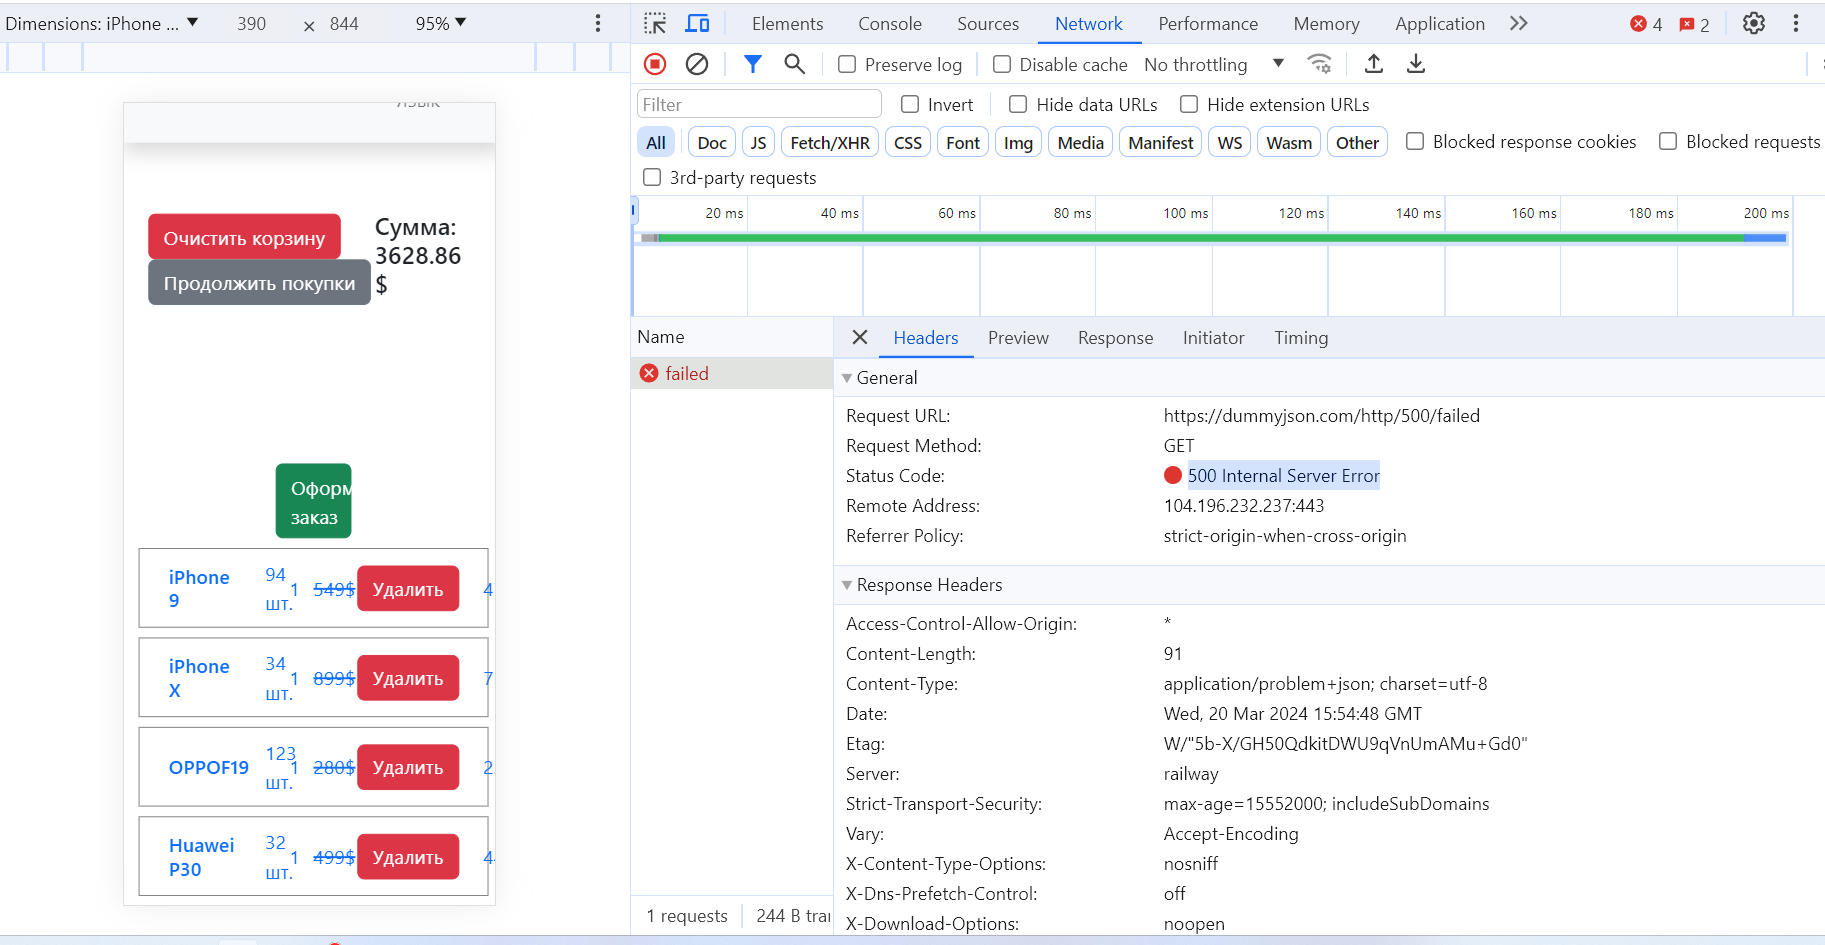 Dimensions: iPhone ... 390 × 844 95%
язык
Очистить корзину
Продолжить покупки
Сумма:
3628.86
$
Оформ
заказ
iPhone
9
94
шт.
1
549$
Удалить
4
iPhone
X
34
шт.
1
899$
Удалить
7
OPPOF19
123
шт.
1
280$
Удалить
2
Huawei
P30
32
шт.
1
499$
Удалить
4
Elements Console Sources Network Performance Memory Application 4 2
Preserve log Disable cache No throttling
Filter Invert Hide data URLs Hide extension URLs
All Doc JS Fetch/XHR CSS Font Img Media Manifest WS Wasm Other Blocked response cookies Blocked requests
3rd-party requests
20 ms 40 ms 60 ms 80 ms 100 ms 120 ms 140 ms 160 ms 180 ms 200 ms
Name
failed
1 requests 244 B tra
Headers Preview Response Initiator Timing
General
Request URL: https://dummyjson.com/http/500/failed
Request Method: GET
Status Code: 500 Internal Server Error
Remote Address: 104.196.232.237:443
Referrer Policy: strict-origin-when-cross-origin
Response Headers
Access-Control-Allow-Origin: *
Content-Length: 91
Content-Type: application/problem+json; charset=utf-8
Date: Wed, 20 Mar 2024 15:54:48 GMT
Etag: W/"5b-X/GH50QdkitDWU9qVnUmAMu+Gd0"
Server: railway
Strict-Transport-Security: max-age=15552000; includeSubDomains
Vary: Accept-Encoding
X-Content-Type-Options: nosniff
X-Dns-Prefetch-Control: off
X-Download-Options: noopen